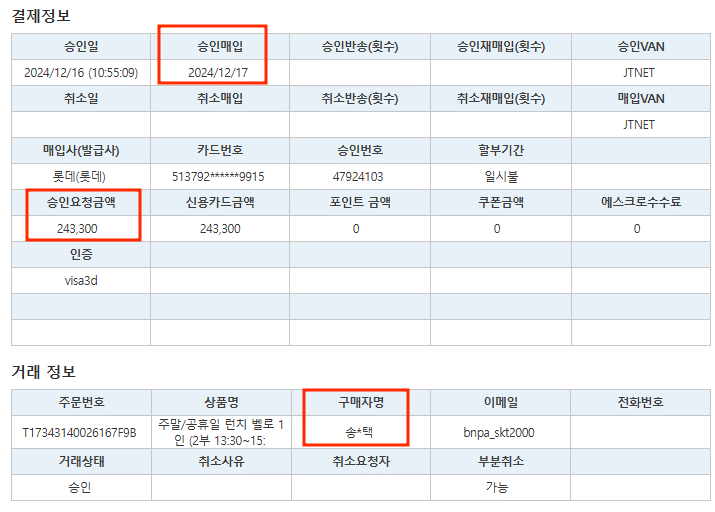 결제정보
승인일 승인매입 승인반송(횟수) 승인재매입(횟수) 승인VAN
2024/12/16 (10:55:09) 2024/12/17 JTNET
취소일 취소매입 취소반송(횟수) 취소재매입(횟수) 매입VAN
JTNET
매입사(발급사) 카드번호 승인번호 할부기간
롯데(롯데) 513792******9915 47924103 일시불
승인요청금액 신용카드금액 포인트 금액 쿠폰금액 에스크로수수료
243,300 243,300 0 0 0
인증
visa3d
거래 정보
주문번호 상품명 구매자명 이메일 전화번호
T17343140026167F9B 주말/공휴일 런치 벨로 1 송*택 bnpa_skt2000
인 (2부 13:30~15:
거래상태 취소사유 취소요청자 부분취소
승인 가능